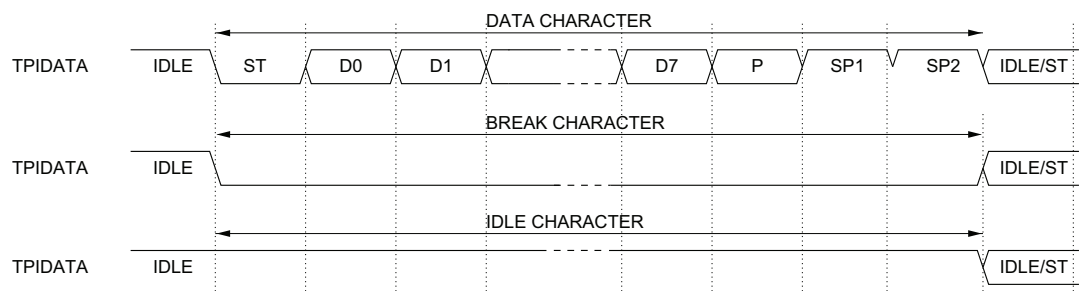 DATA CHARACTER
TPIDATA IDLE ST D0 D1 D7 P SP1 SP2 IDLE/ST
BREAK CHARACTER
TPIDATA IDLE IDLE/ST
IDLE CHARACTER
TPIDATA IDLE IDLE/ST